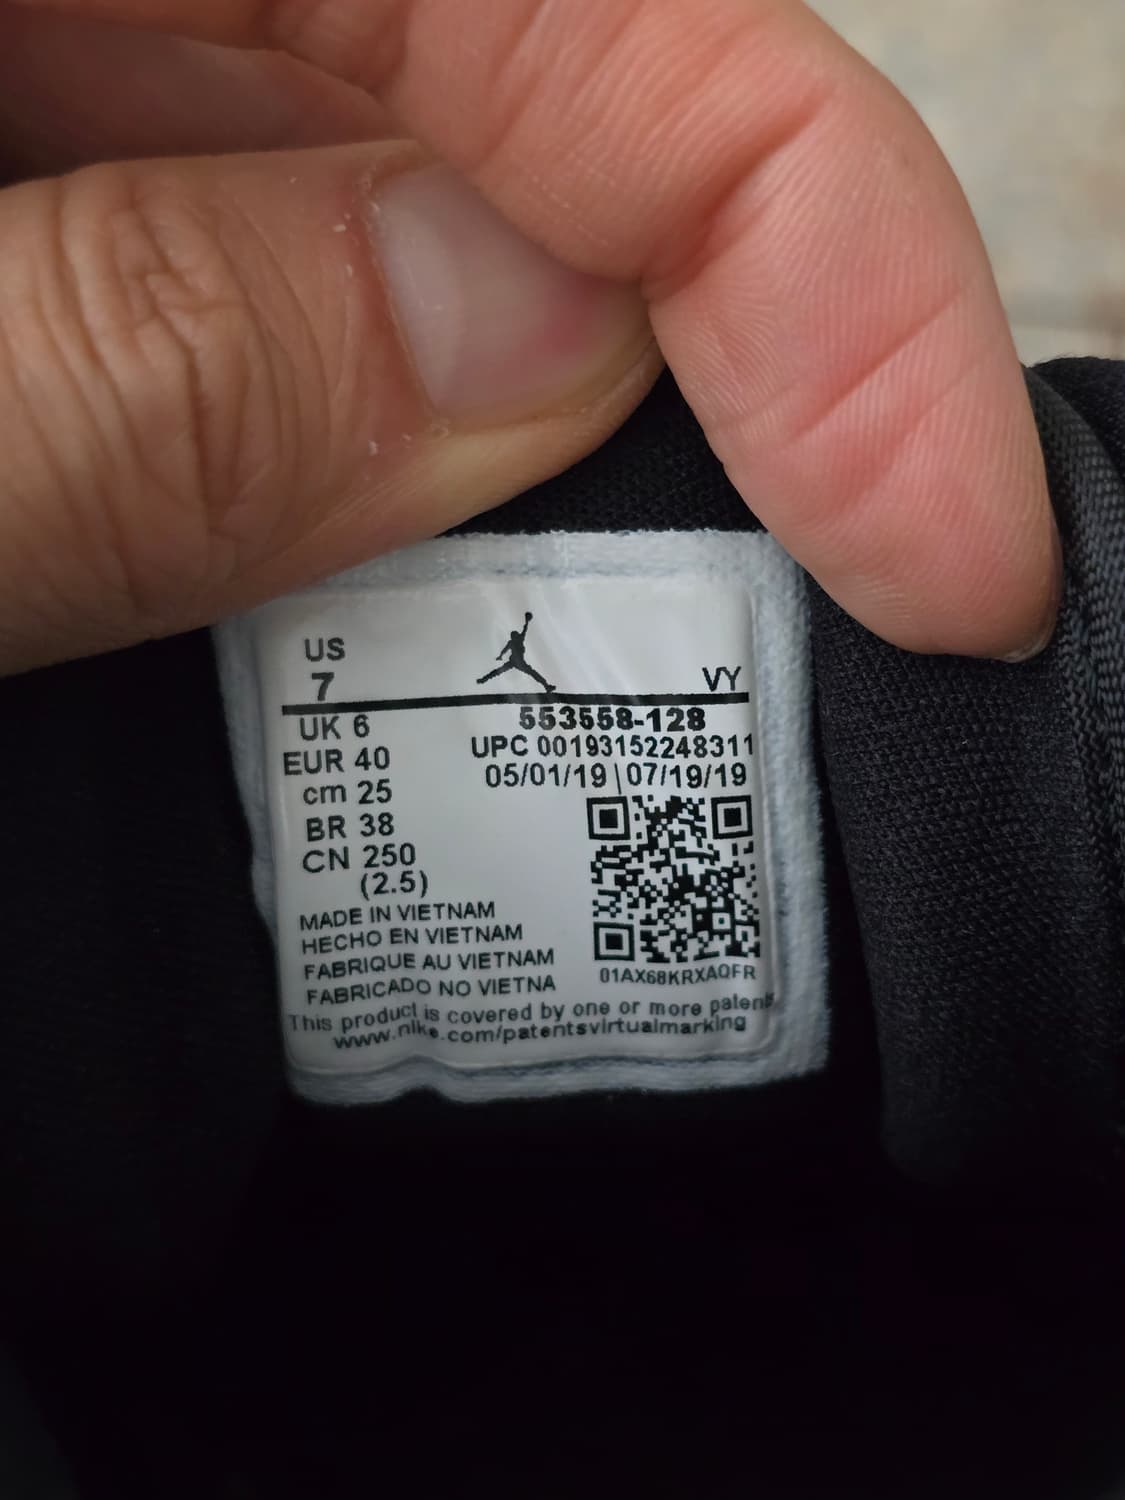 US
7
VY
UK 6
553558-128
EUR 40
UPC 00193152248311
cm 25
05/01/19|07/19/19
BR 38
CN 250
(2.5)
MADE IN VIETNAM
HECHO EN VIETNAM
FABRIQUE AU VIETNAM
FABRICADO NO VIETNA
01AX68KRXAQFR
This product is covered by one or more patents
www.nike.com/patentsvirtualmarking